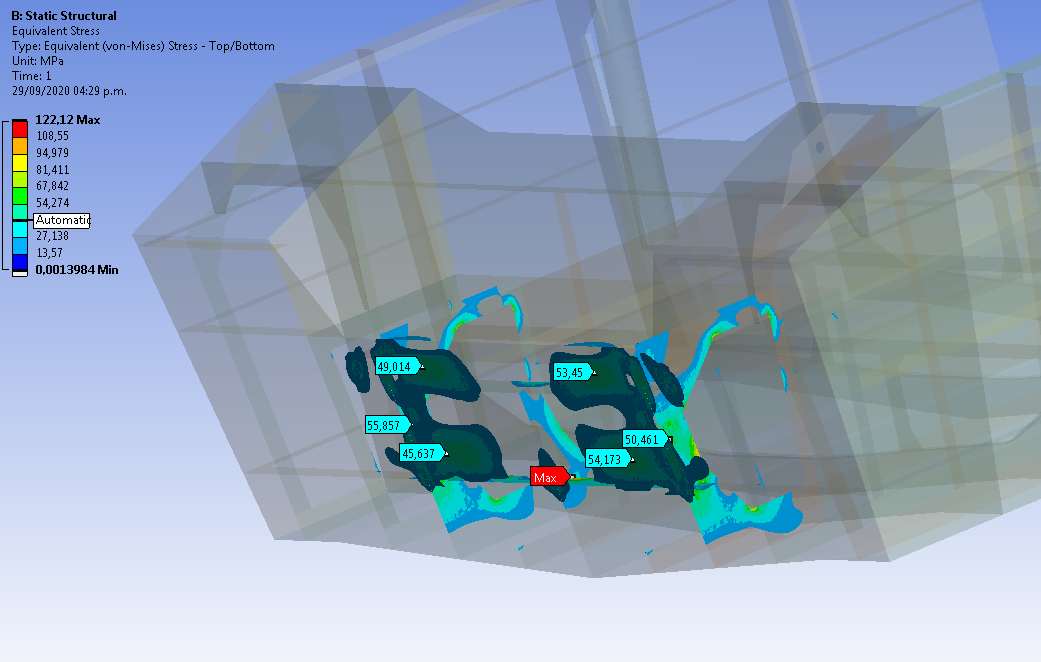 B: Static Structural
Equivalent Stress
Type: Equivalent (von-Mises) Stress - Top/Bottom
Unit: MPa
Time: 1
29/09/2020 04:29 p.m.
122,12 Max
108,55
94,979
81,411
67,842
54,274
Automatic
27,138
13,57
0,0013984 Min
49,014
53,45
55,857
50,461
45,637
54,173
Max